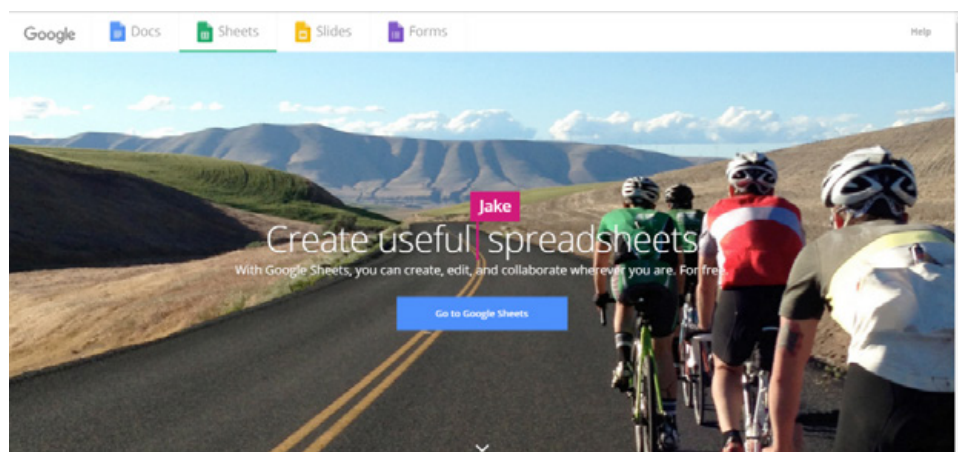 Google Docs Sheets Slides Forms Help
Jake
Create useful spreadsheets
With Google Sheets, you can create, edit, and collaborate wherever you are. For free.
Go to Google Sheets